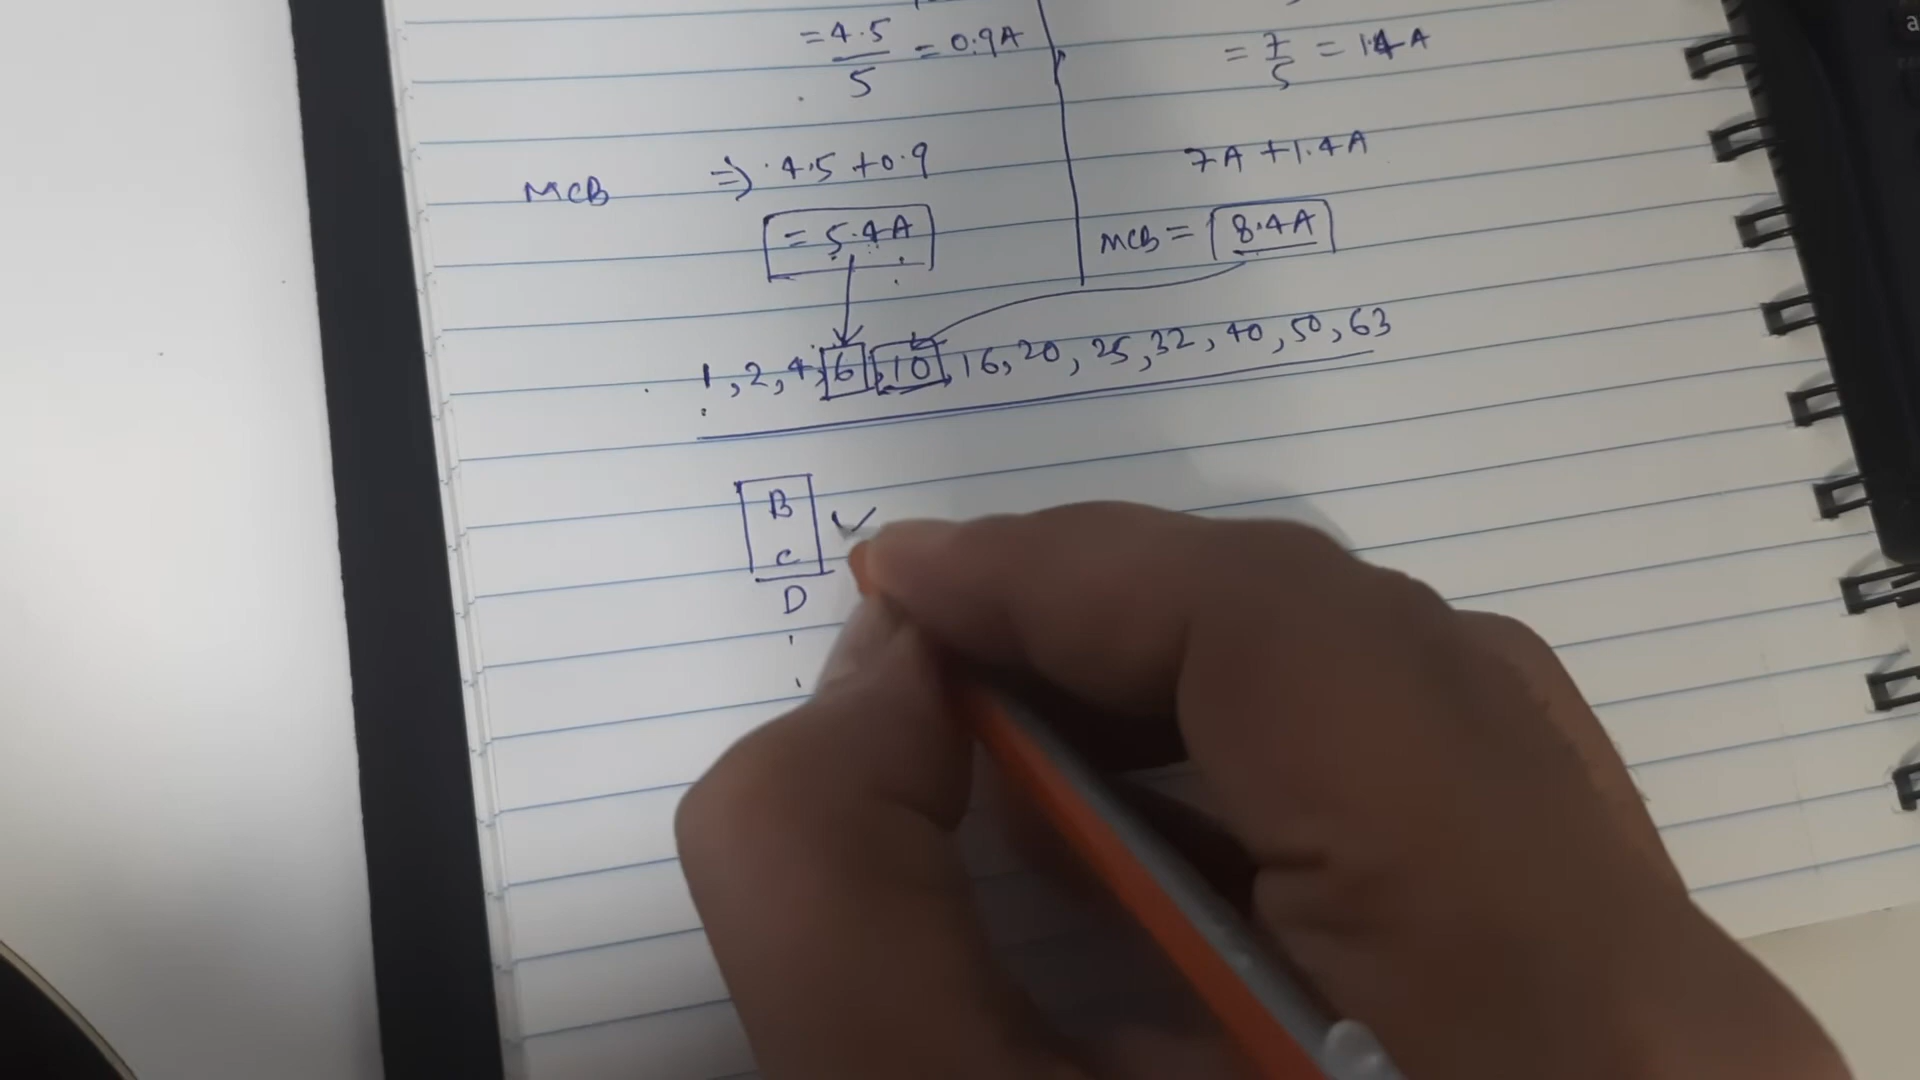 = 4.5 / 5 = 0.9A
= 7 / 5 = 1.4 A
MCB ⇒ 4.5 + 0.9
7A + 1.4A
= 5.4A
MCB = 8.4A
1, 2, 4, 6, 10, 16, 20, 25, 32, 40, 50, 63
B
C
D